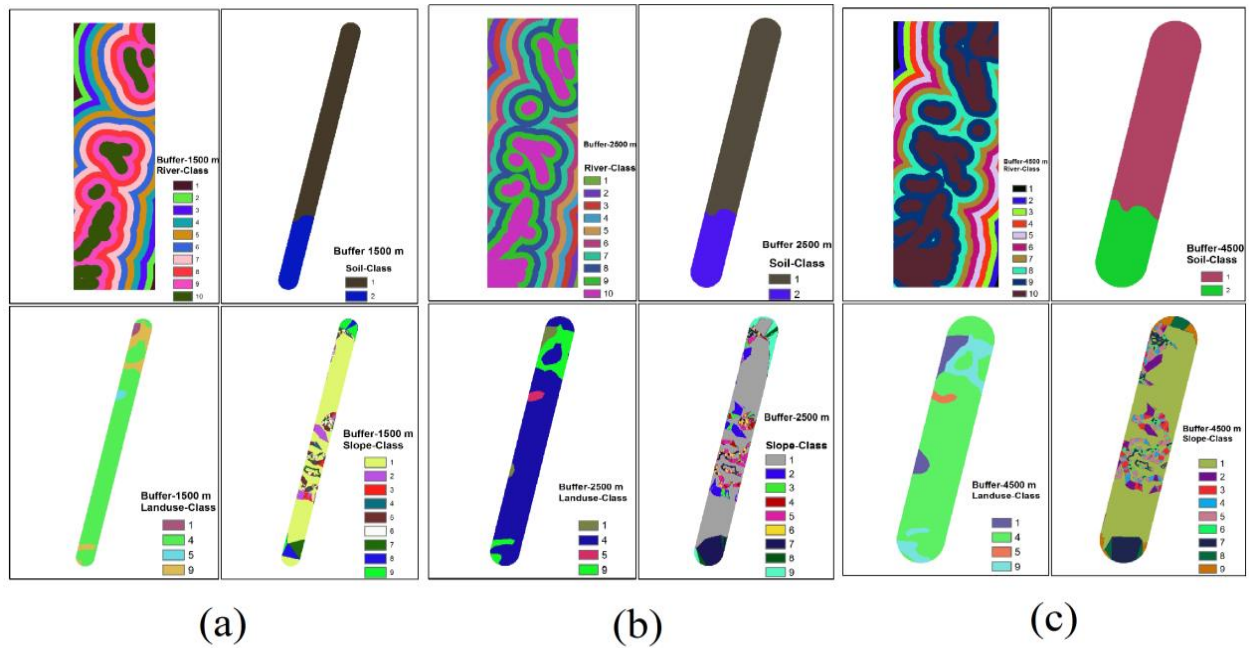 Buffer-1500 m
River-Class
1
2
3
4
5
6
7
8
9
10
Buffer 1500 m
Soil-Class
1
2
Buffer-1500 m
Landuse-Class
1
4
5
9
Buffer-1500 m
Slope-Class
1
2
3
4
5
6
7
8
9
(a)
Buffer-2500 m
River-Class
1
2
3
4
5
6
7
8
9
10
Buffer 2500 m
Soil-Class
1
2
Buffer-2500 m
Landuse-Class
1
4
5
9
Buffer-2500 m
Slope-Class
1
2
3
4
5
6
7
8
9
(b)
Buffer-4500 m
River-Class
1
2
3
4
5
6
7
8
9
10
Buffer-4500
Soil-Class
1
2
Buffer-4500 m
Landuse-Class
1
4
5
9
Buffer-4500 m
Slope-Class
1
2
3
4
5
6
7
8
9
(c)